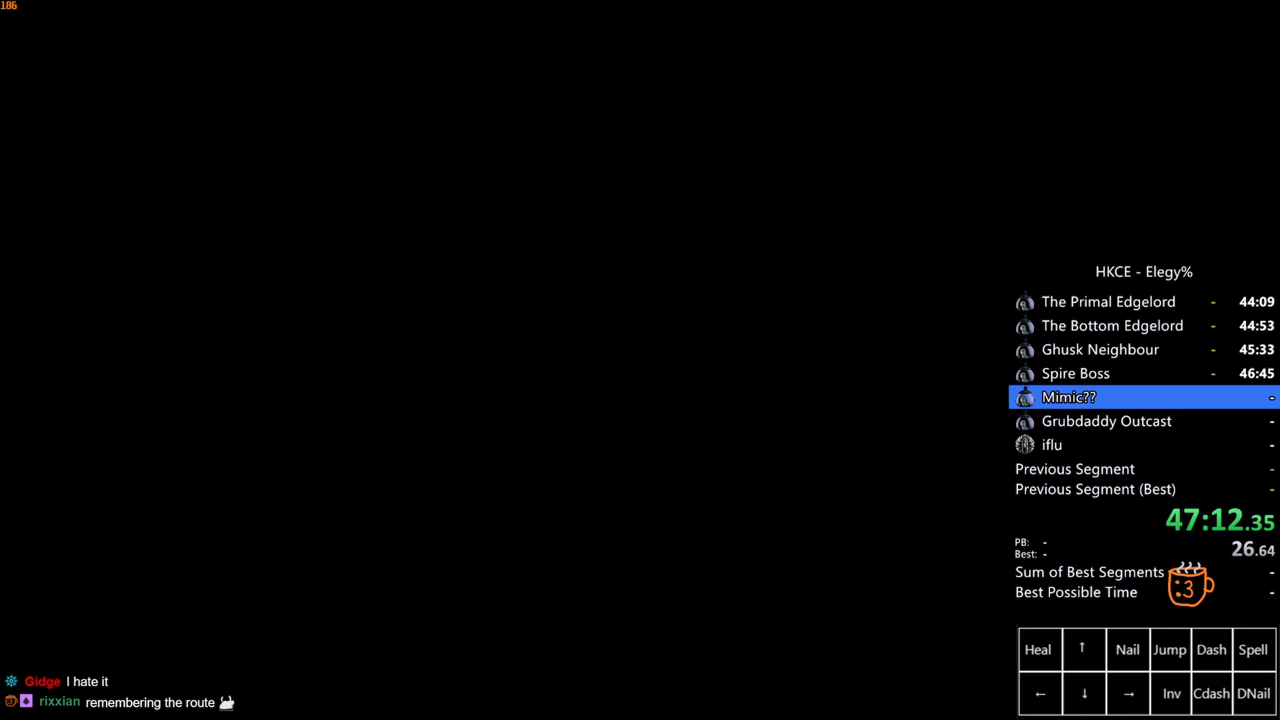 186
HKCE - Elegy%
The Primal Edgelord - 44:09
The Bottom Edgelord - 44:53
Ghusk Neighbour - 45:33
Spire Boss - 46:45
Mimic?? -
Grubdaddy Outcast -
iflu -
Previous Segment -
Previous Segment (Best) -
47:12.35
PB: -
26.64
Best: -
Sum of Best Segments -
Best Possible Time -
:3
Heal ↑ Nail Jump Dash Spell
← ↓ → Inv Cdash DNail
Gidge I hate it
rixxian remembering the route